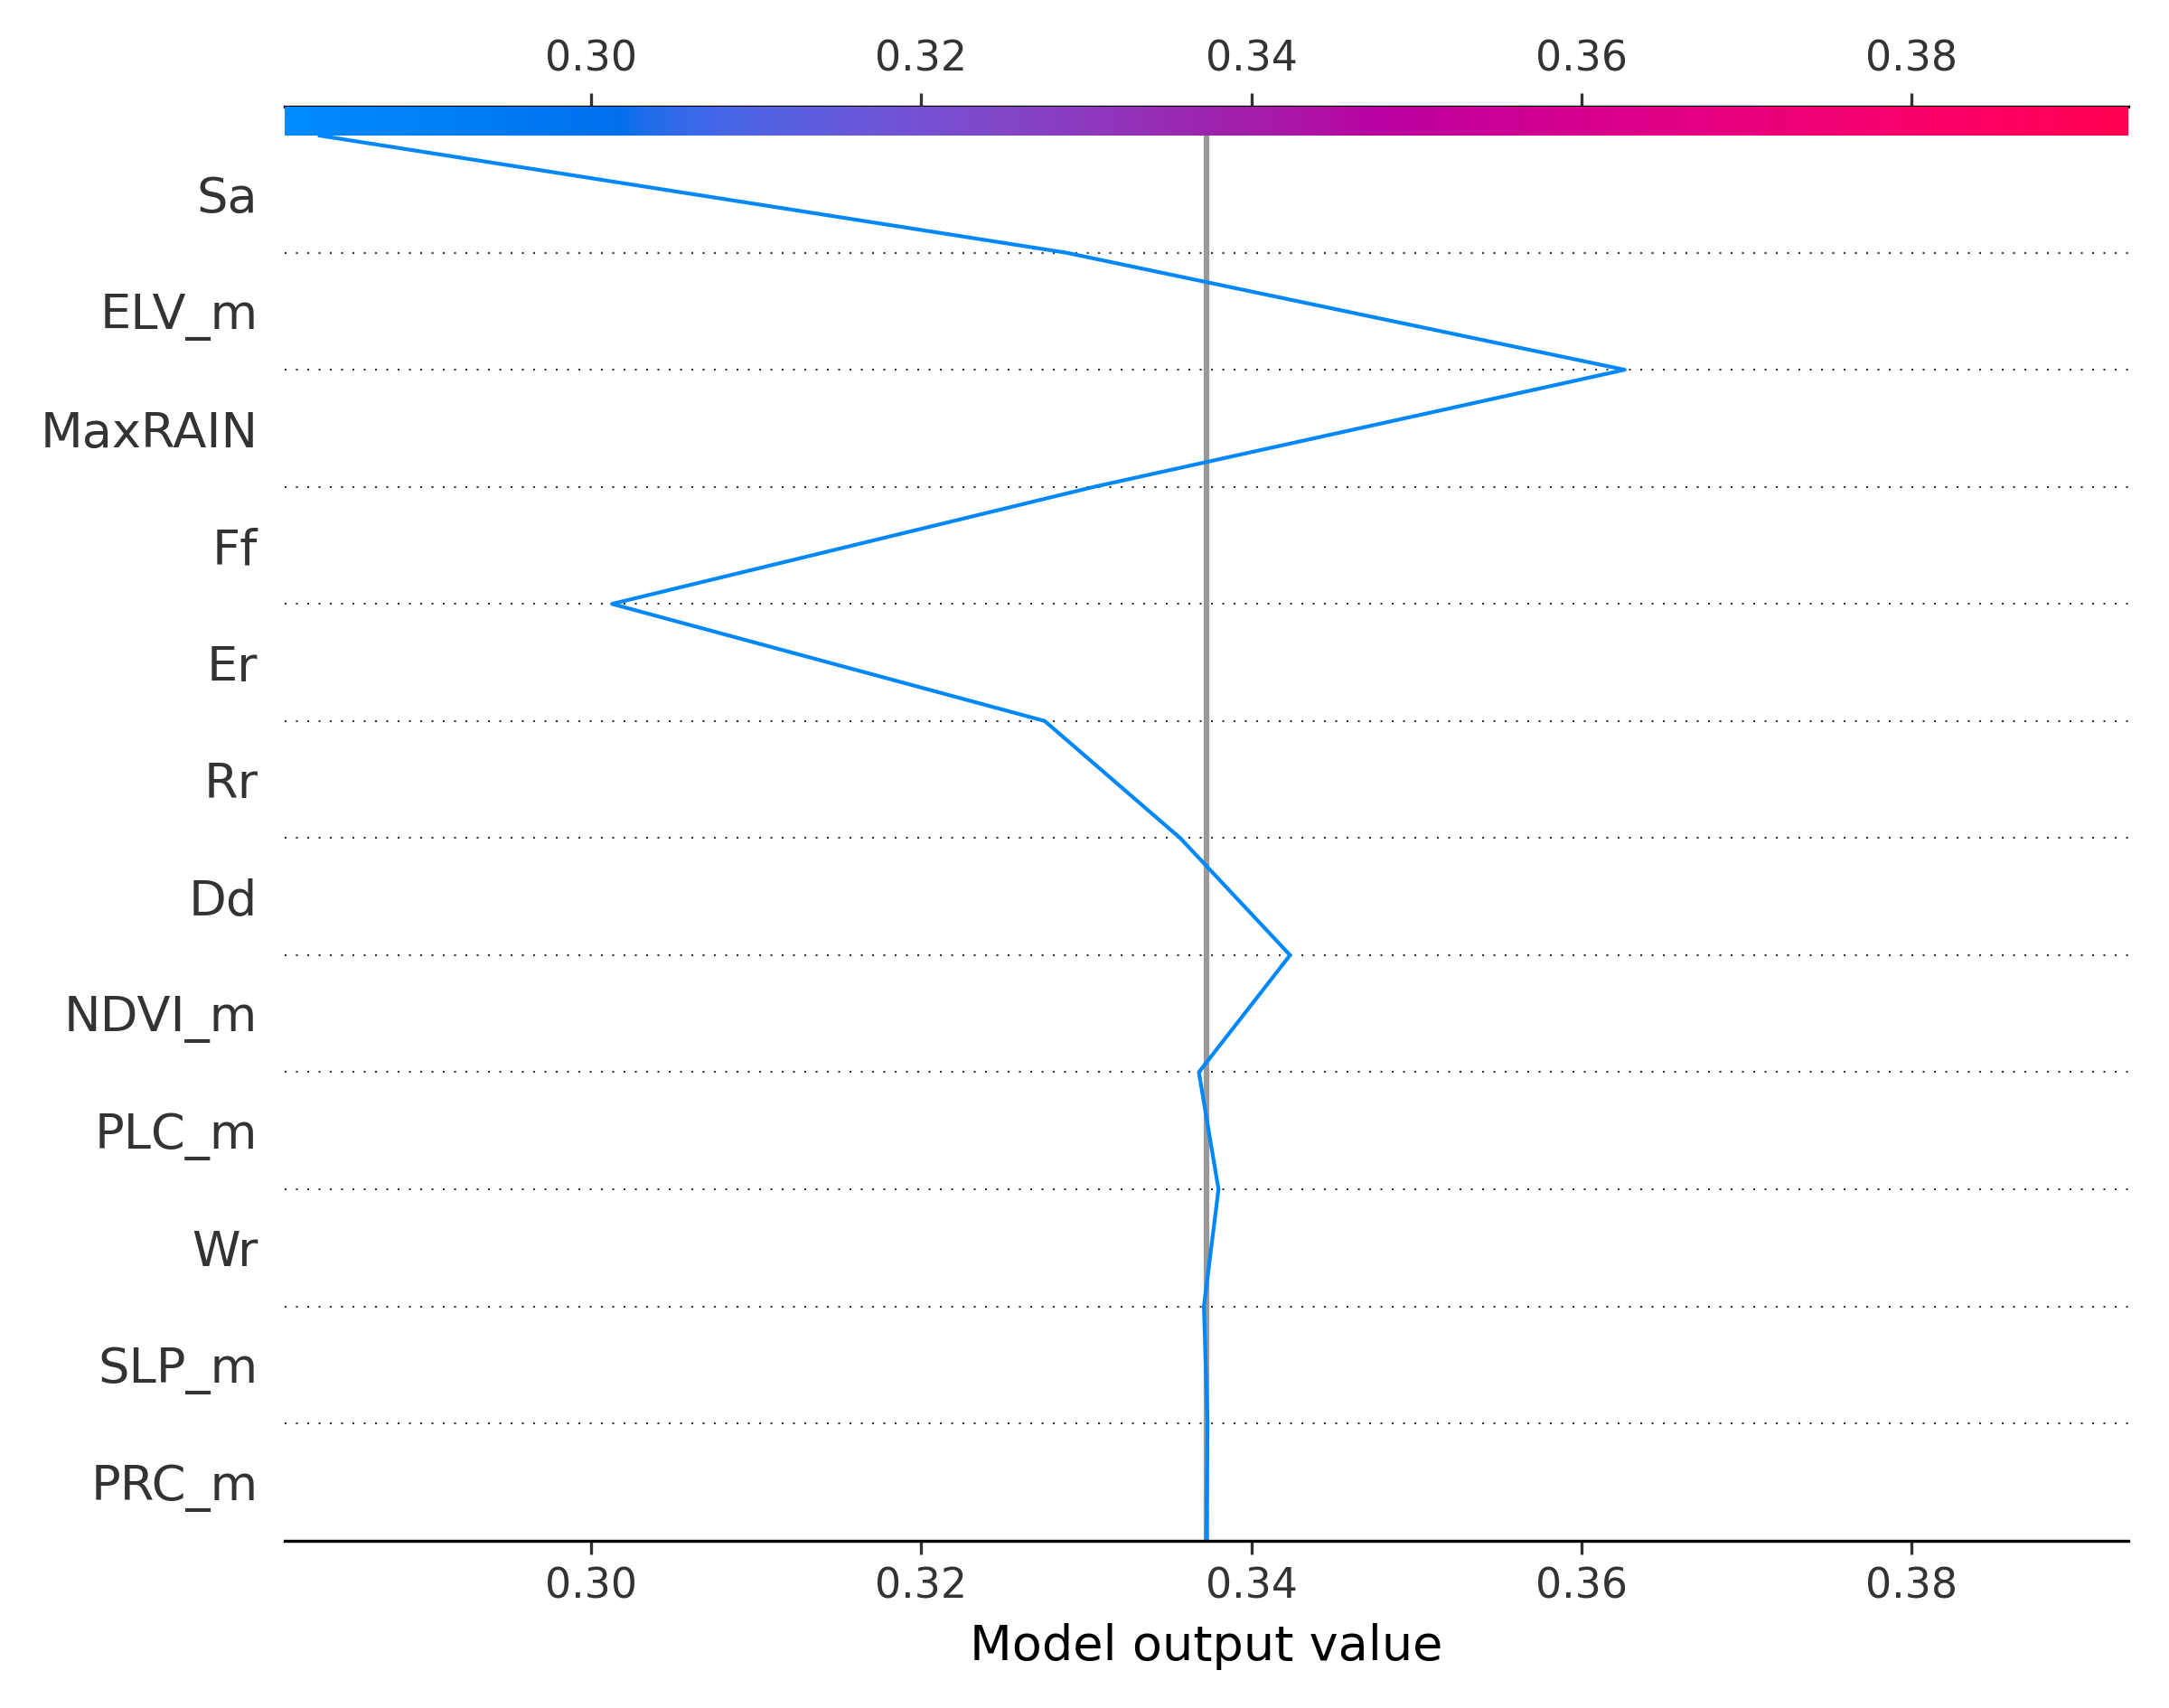 0.30 0.32 0.34 0.36 0.38
Sa
ELV_m
MaxRAIN
Ff
Er
Rr
Dd
NDVI_m
PLC_m
Wr
SLP_m
PRC_m
0.30 0.32 0.34 0.36 0.38
Model output value